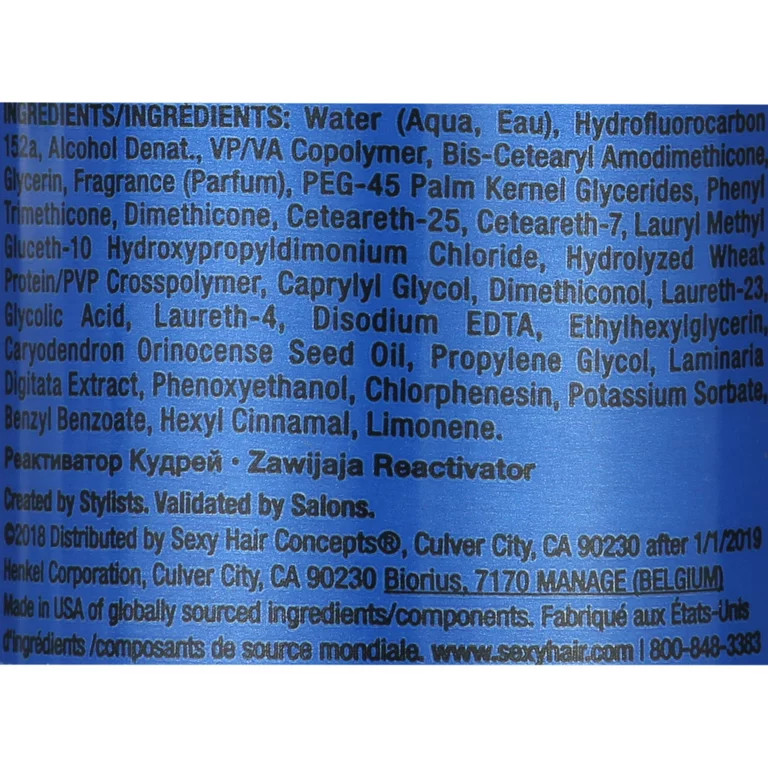 INGREDIENTS/INGRÉDIENTS: Water (Aqua, Eau), Hydrofluorocarbon
152a, Alcohol Denat., VP/VA Copolymer, Bis-Cetearyl Amodimethicone,
Glycerin, Fragrance (Parfum), PEG-45 Palm Kernel Glycerides, Phenyl
Trimethicone, Dimethicone, Ceteareth-25, Ceteareth-7, Lauryl Methyl
Gluceth-10 Hydroxypropyldimonium Chloride, Hydrolyzed Wheat
Protein/PVP Crosspolymer, Caprylyl Glycol, Dimethiconol, Laureth-23,
Glycolic Acid, Laureth-4, Disodium EDTA, Ethylhexylglycerin,
Caryodendron Orinocense Seed Oil, Propylene Glycol, Laminaria
Digitata Extract, Phenoxyethanol, Chlorphenesin, Potassium Sorbate,
Benzyl Benzoate, Hexyl Cinnamal, Limonene.
Реактиватор Кудрей • Zawijaja Reactivator
Created by Stylists. Validated by Salons.
©2018 Distributed by Sexy Hair Concepts®, Culver City, CA 90230 after 1/1/2019
Henkel Corporation, Culver City, CA 90230 Biorius, 7170 MANAGE (BELGIUM)
Made in USA of globally sourced ingredients/components. Fabriqué aux États-Unis
d'ingrédients /composants de source mondiale. www.sexyhair.com | 800-848-3383